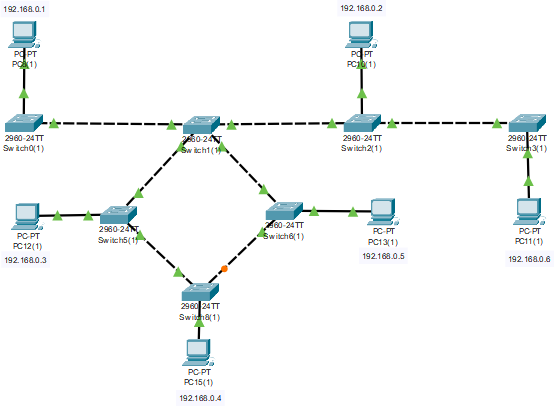 192.168.0.1
192.168.0.2
PC-PT
PC-PT
PC10(1)
2960-24TT
Switch0(1)
2960-24TT
Switch1(1)
2960-24TT
Switch2(1)
2960-24TT
Switch3(1)
PC-PT
PC12(1)
192.168.0.3
2960-24TT
Switch5(1)
2960-24TT
Switch6(1)
PC-PT
PC13(1)
192.168.0.5
PC-PT
PC11(1)
192.168.0.6
2960-24TT
Switch8(1)
PC-PT
PC15(1)
192.168.0.4